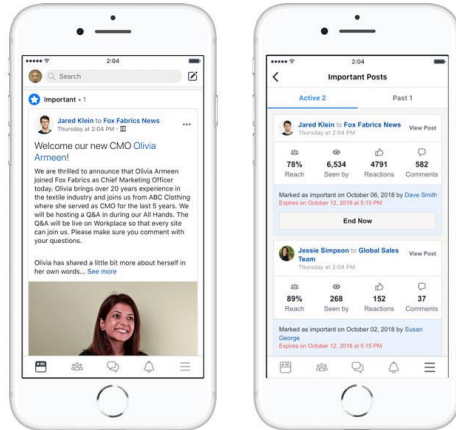 2:04
Search
Important • 1
Jared Klein to Fox Fabrics News
Thursday at 2:04 PM
Welcome our new CMO Olivia
Armeen!
We are thrilled to announce that Olivia Armeen
joined Fox Fabrics as Chief Marketing Officer
today. Olivia brings over 20 years experience in
the textile industry and joins us from ABC Clothing
where she served as CMO for the last 5 years. We
will be hosting a Q&A in during our All Hands. The
Q&A will be live on Workplace so that every site
can join us. Please make sure you comment with
your questions.
Olivia has shared a little bit more about herself in
her own words... See more
2:04
Important Posts
Active 2
Past 1
Jared Klein to Fox Fabrics News
View Post
Thursday at 2:04 PM
78% 6,534 4791 582
Reach Seen by Reactions Comments
Marked as important on October 06, 2018 by Dave Smith
Expires on October 12, 2018 at 5:15 PM
End Now
Jessie Simpson to Global Sales
Team
View Post
Thursday at 2:04 PM
89% 268 152 37
Reach Seen by Reactions Comments
Marked as important on October 02, 2018 by Susan
George
Expires on October 12, 2018 at 5:15 PM